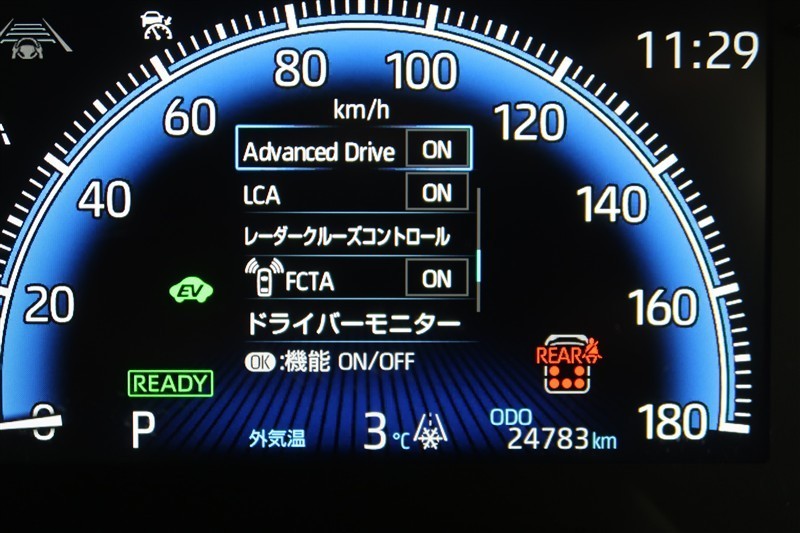 11:29
80 100
km/h
60 120
Advanced Drive ON
LCA ON
40 140
レーダークルーズコントロール
FCTA ON
EV
20 160
ドライバーモニター
REAR
OK:機能 ON/OFF
READY
0 180
P 外気温 3℃ ODO
24783km